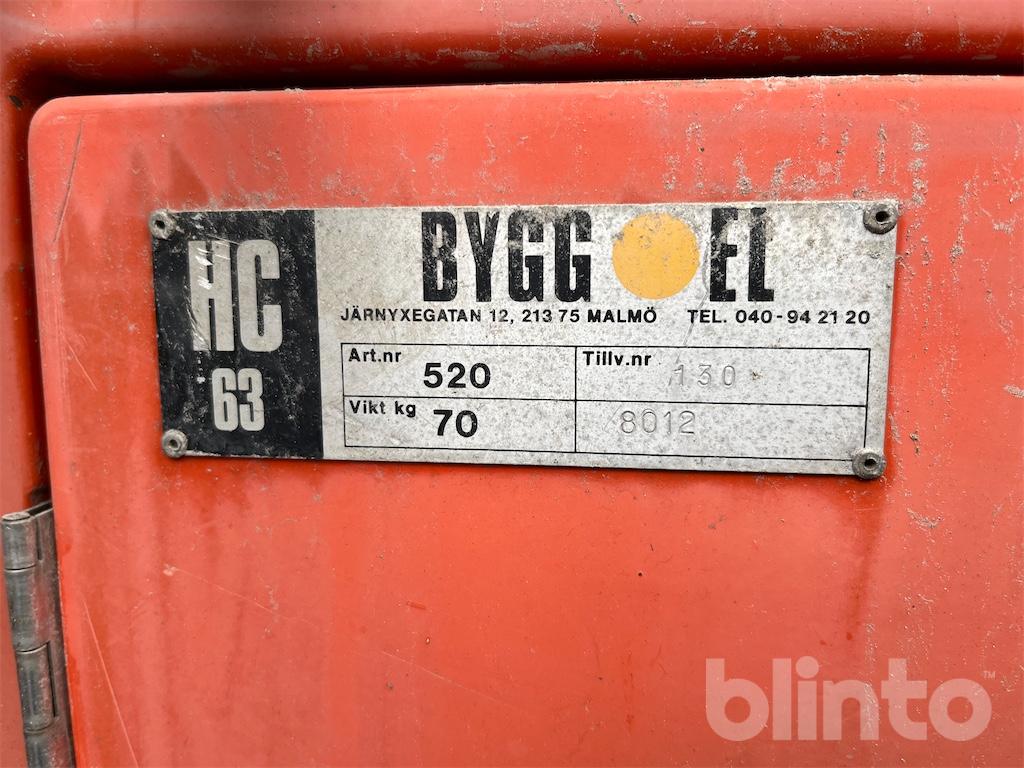 HC
63
BYGG EL
JÄRNYXEGATAN 12, 213 75 MALMÖ TEL. 040-94 21 20
Art.nr 520 Tillv.nr 130
Vikt kg 70 8012
blinto™